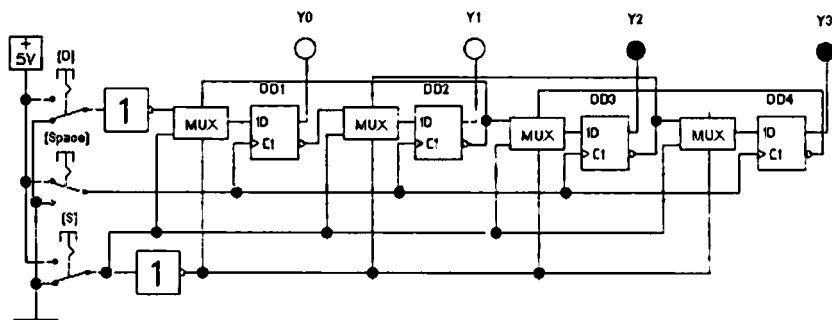 Y0 Y1 Y2 Y3
+
5V
[D]
DD1 DD2 DD3 DD4
1
MUX 1D C1 MUX 1D C1 MUX 1D C1 MUX 1D C1
[Space]
[S]
1